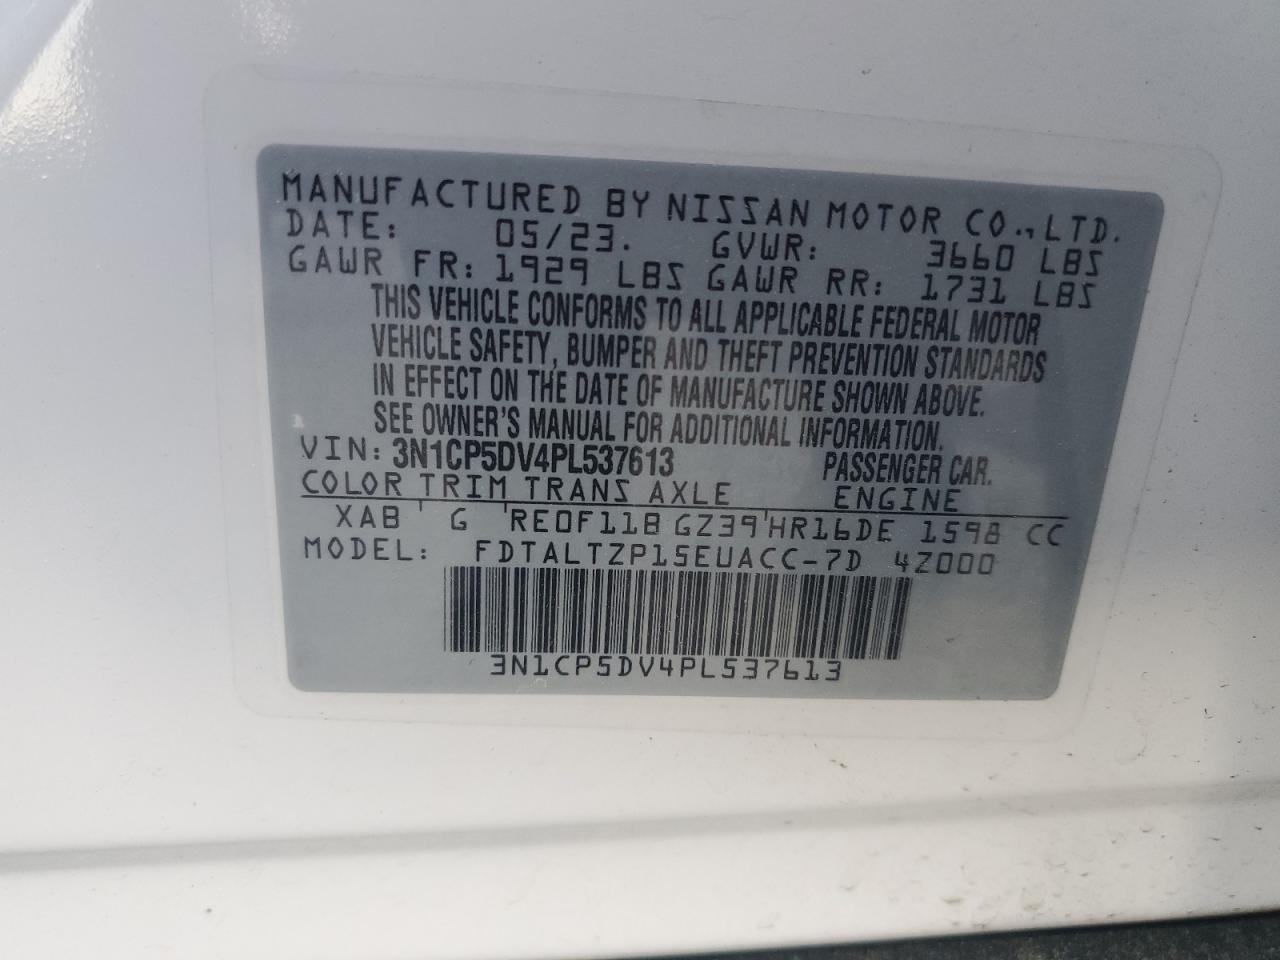 MANUFACTURED BY NISSAN MOTOR CO., LTD.
DATE: 05/23. GVWR: 3660 LBS
GAWR FR: 1929 LBS GAWR RR: 1731 LBS
THIS VEHICLE CONFORMS TO ALL APPLICABLE FEDERAL MOTOR
VEHICLE SAFETY, BUMPER AND THEFT PREVENTION STANDARDS
IN EFFECT ON THE DATE OF MANUFACTURE SHOWN ABOVE.
SEE OWNER'S MANUAL FOR ADDITIONAL INFORMATION.
VIN: 3N1CP5DV4PL537613 PASSENGER CAR.
COLOR TRIM TRANS AXLE ENGINE
XAB ' G 'RE0F11B GZ39'HR16DE 1598 CC
MODEL: FDTALTZP15EUACC-7D 4Z000
3N1CP5DV4PL537613